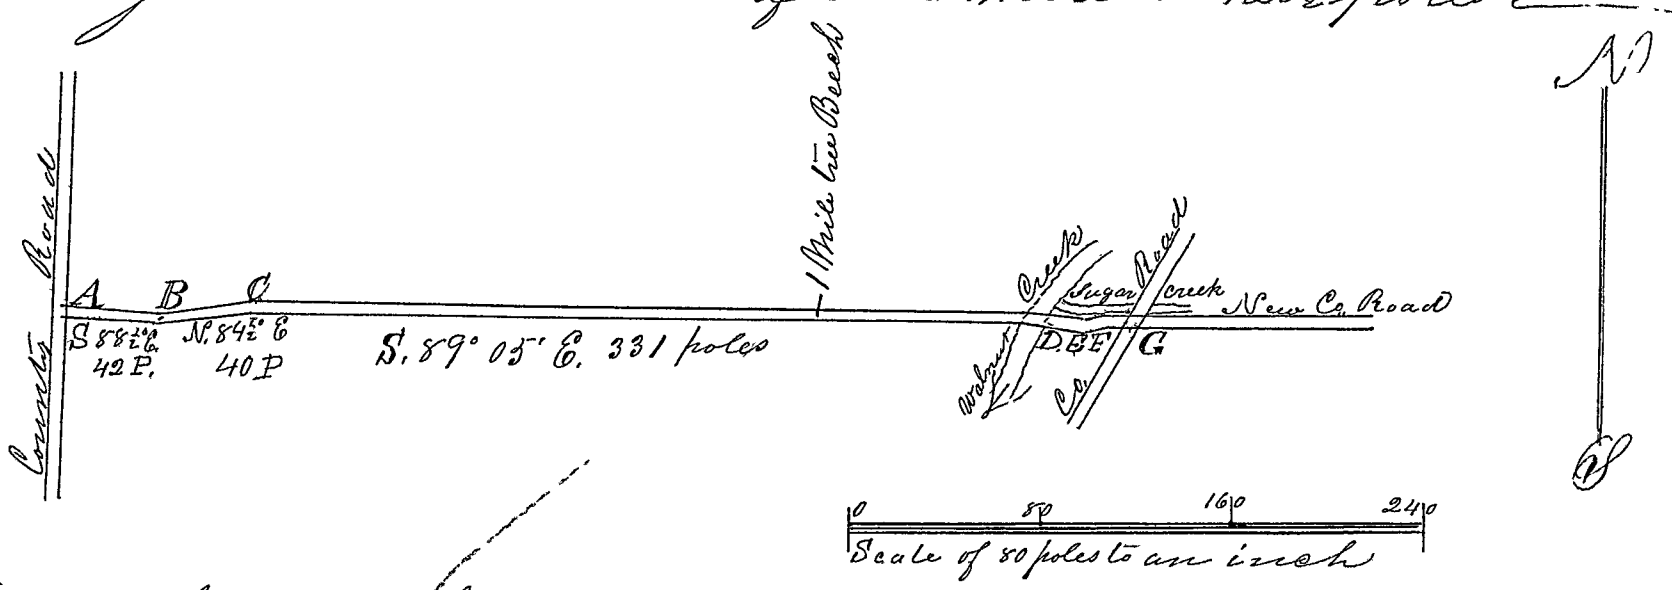 N
1 Mile tree Beech
County Road
Creek
Co. Road
Sugar creek
New Co. Road
A B C
S 88½° E.
42 P.
N. 84½° E
40 P
S. 89° 05' E. 331 poles
D. E F G
Walnut
S
0 80 160 240
Scale of 80 poles to an inch